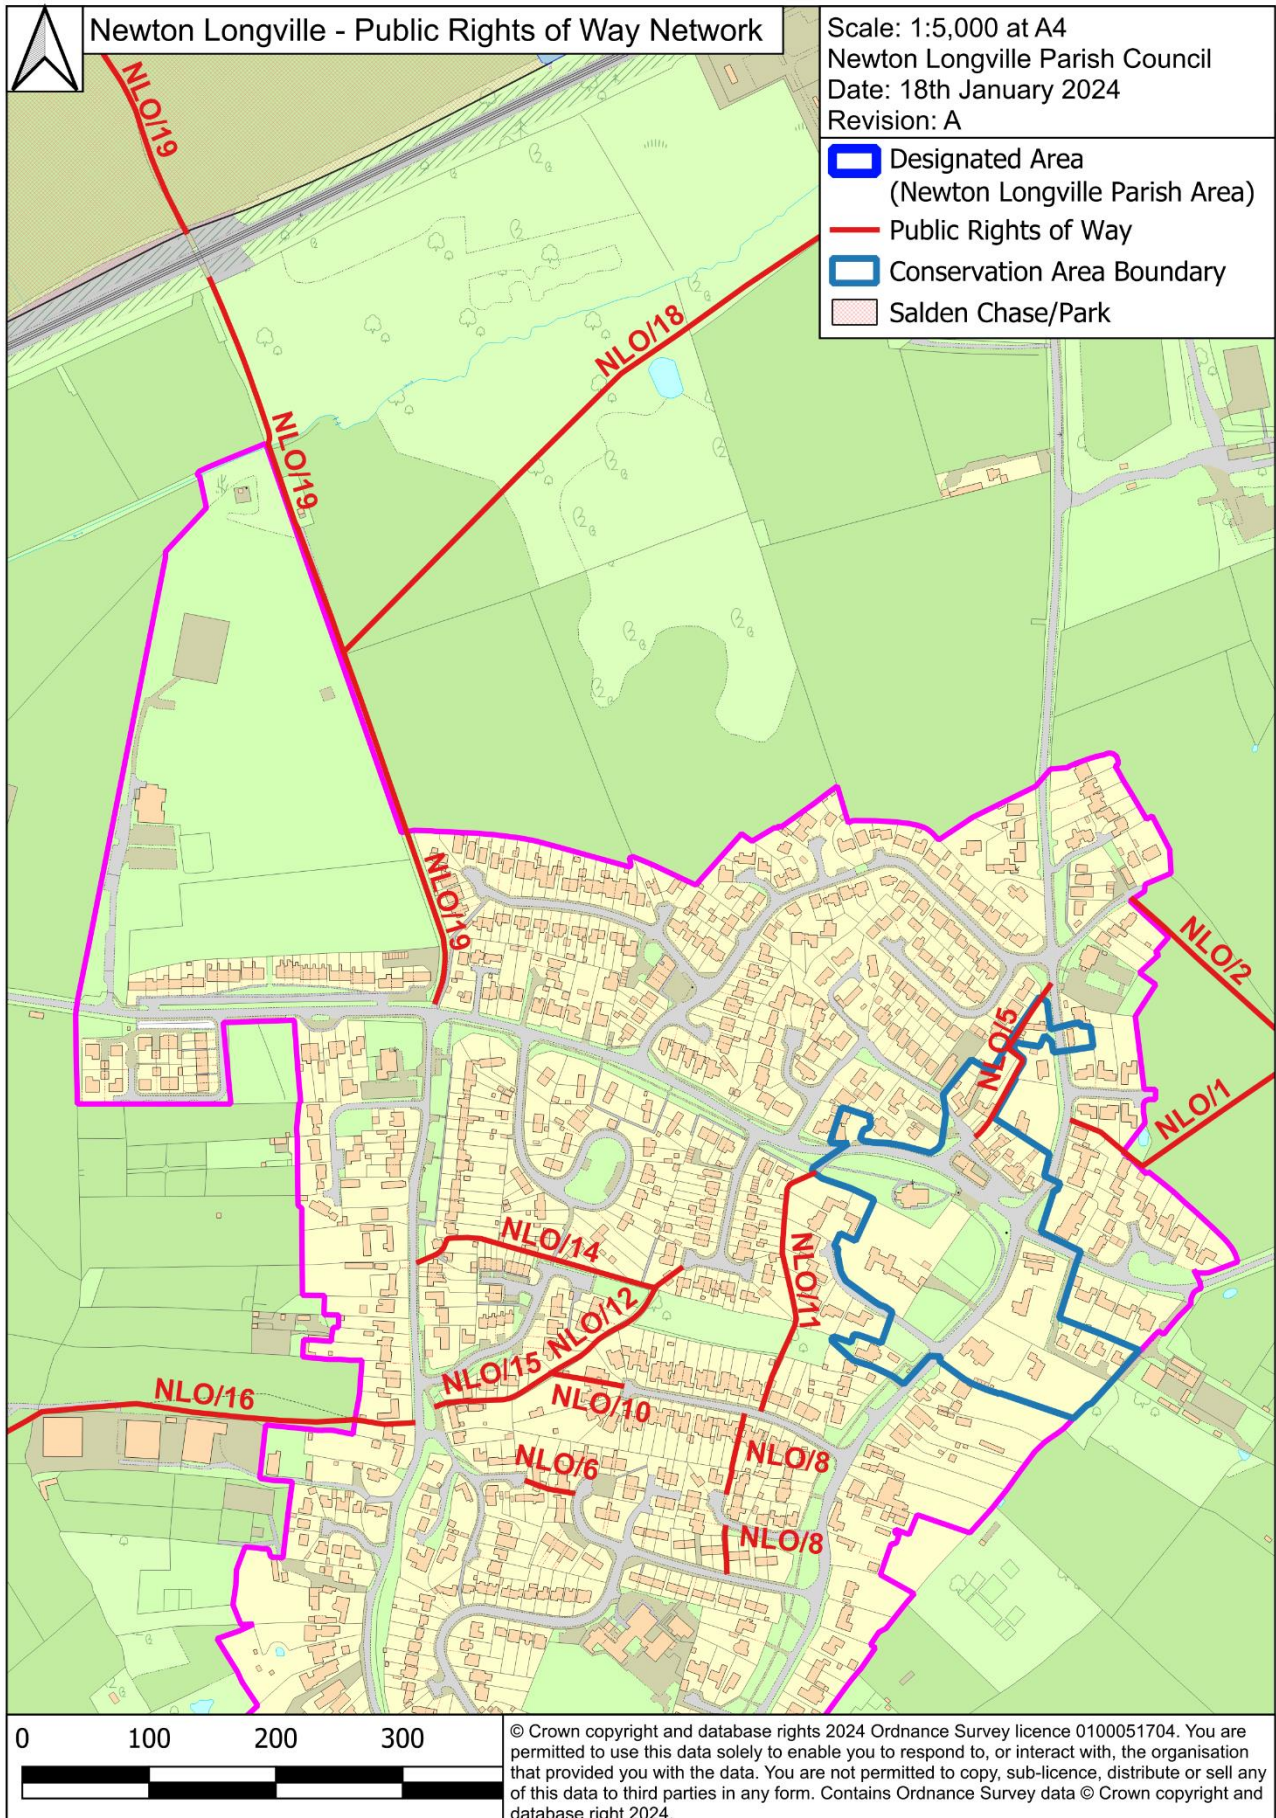 Newton Longville - Public Rights of Way Network
Scale: 1:5,000 at A4
Newton Longville Parish Council
Date: 18th January 2024
Revision: A
Designated Area
(Newton Longville Parish Area)
Public Rights of Way
Conservation Area Boundary
Salden Chase/Park
NLO/19
NLO/18
NLO/19
NLO/19
NLO/2
NLO/5
NLO/1
NLO/14
NLO/11
NLO/12
NLO/15
NLO/16
NLO/10
NLO/8
NLO/6
NLO/8
0 100 200 300
© Crown copyright and database rights 2024 Ordnance Survey licence 0100051704. You are
permitted to use this data solely to enable you to respond to, or interact with, the organisation
that provided you with the data. You are not permitted to copy, sub-licence, distribute or sell any
of this data to third parties in any form. Contains Ordnance Survey data © Crown copyright and
database right 2024